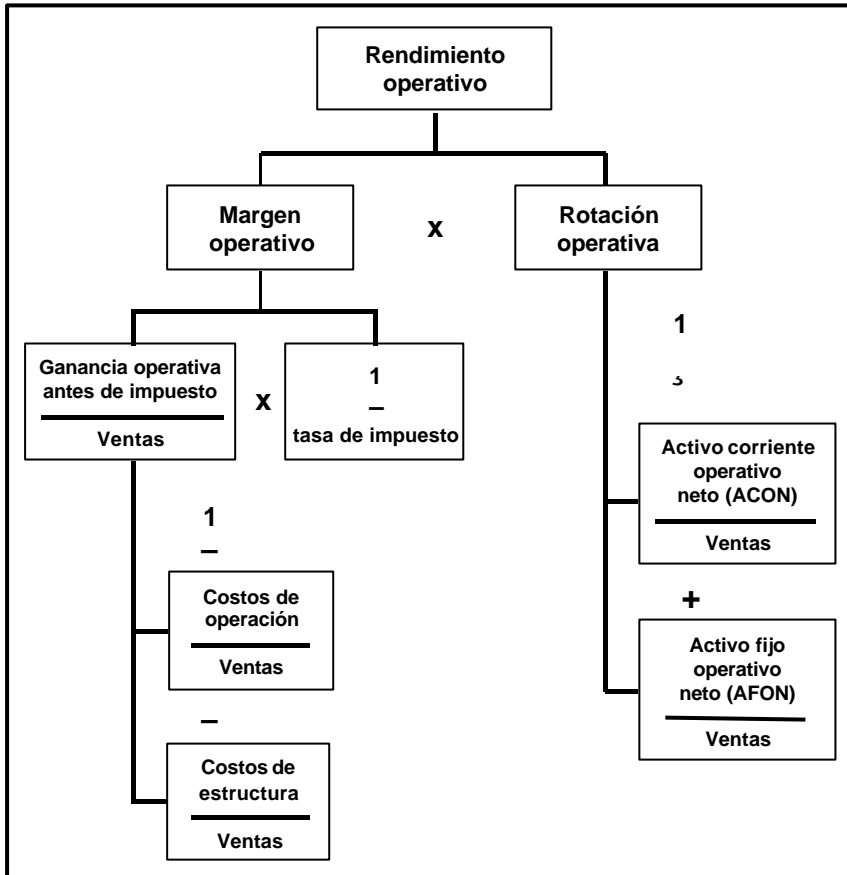 Rendimiento
operativo
Margen
operativo
x
Rotación
operativa
Ganancia operativa
antes de impuesto
Ventas
x
1
–
tasa de impuesto
1
Activo corriente
operativo
neto (ACON)
Ventas
+
Activo fijo
operativo
neto (AFON)
Ventas
1
–
Costos de
operación
Ventas
–
Costos de
estructura
Ventas